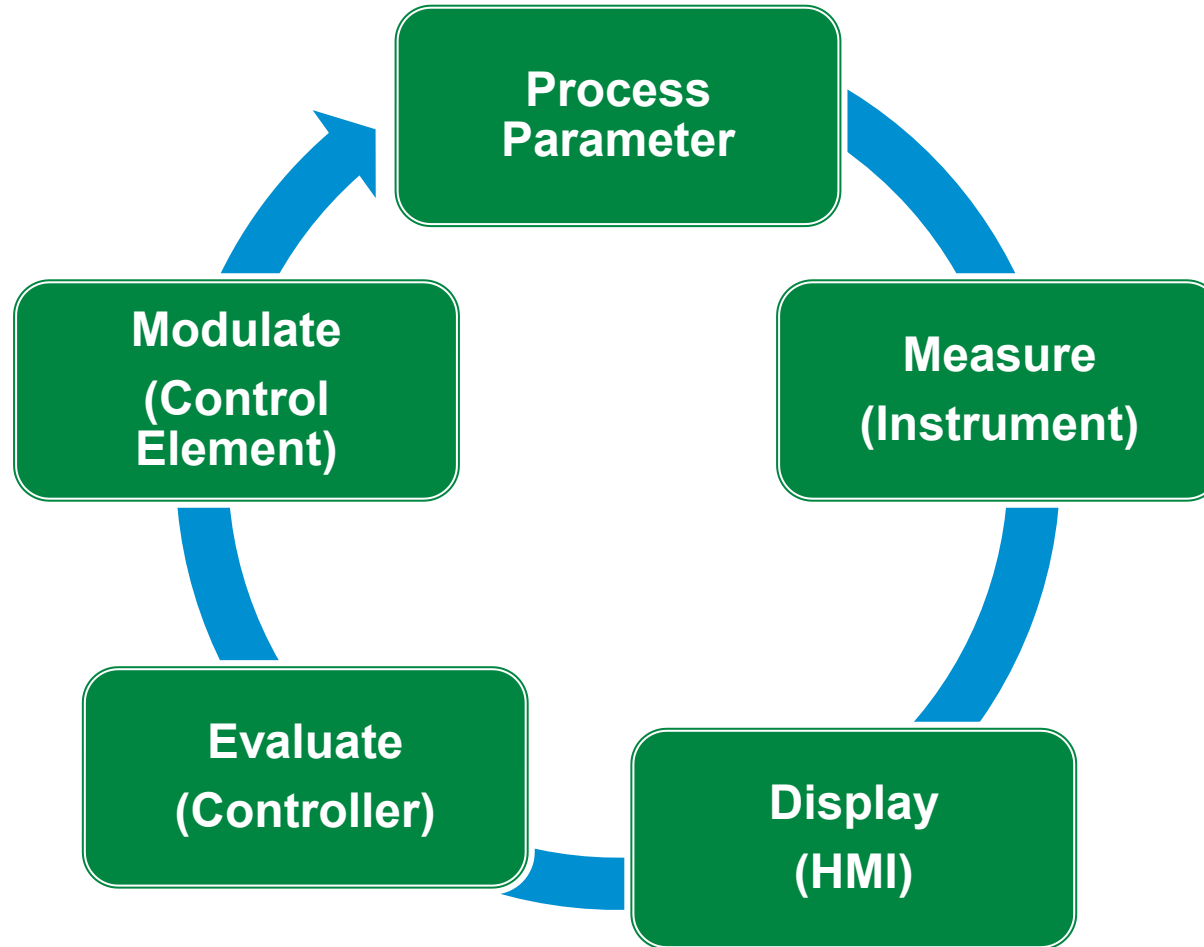 Process
Parameter
Measure
(Instrument)
Display
(HMI)
Evaluate
(Controller)
Modulate
(Control
Element)